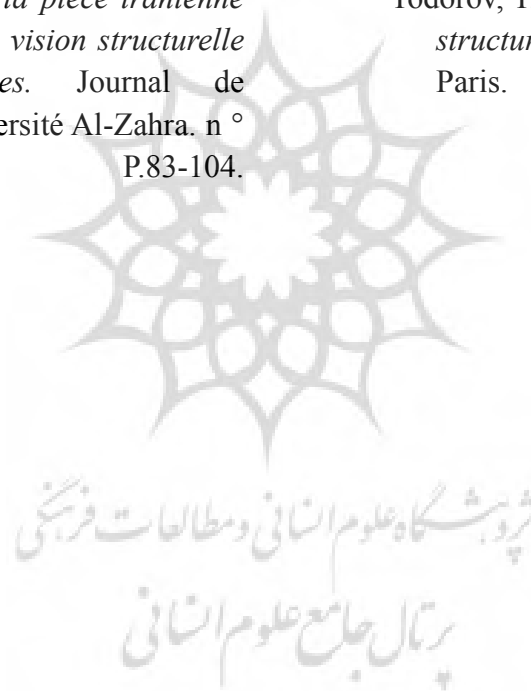 la pièce iranienne
vision structurelle
es. Journal de
ersité Al-Zahra. n °
P.83-104.
Todorov, T
structur
Paris.
پژوهشگاه علوم انسانی و مطالعات فرهنگی
پرتال جامع علوم انسانی